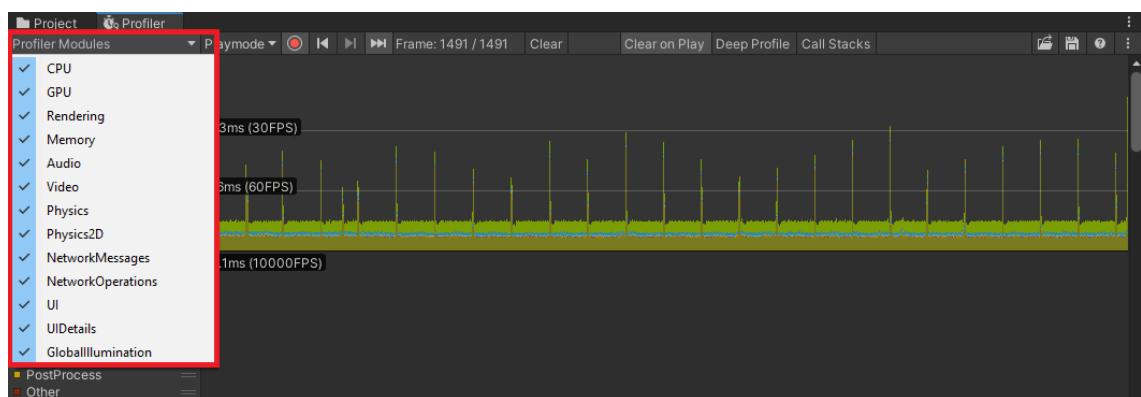 Project Profiler
Profiler Modules Playmode Frame: 1491 / 1491 Clear Clear on Play Deep Profile Call Stacks
CPU
GPU
Rendering
Memory
3ms (30FPS)
Audio
Video
6ms (60FPS)
Physics
Physics2D
NetworkMessages
.1ms (10000FPS)
NetworkOperations
UI
UIDetails
GlobalIllumination
PostProcess
Other